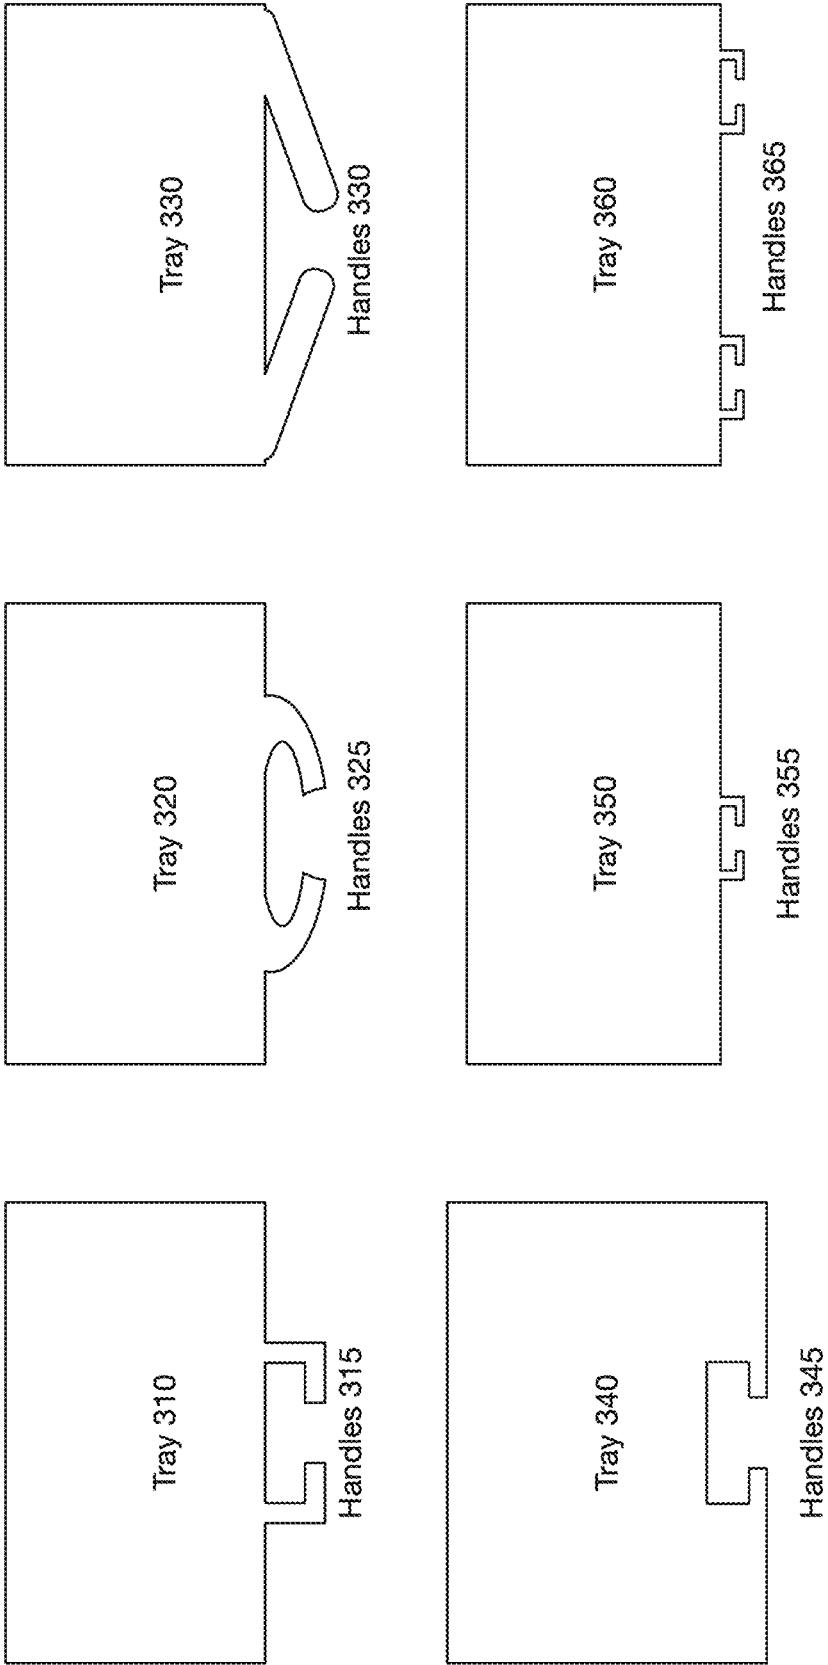 Tray 310
Handles 315
Tray 320
Handles 325
Tray 330
Handles 330
Tray 340
Handles 345
Tray 350
Handles 355
Tray 360
Handles 365